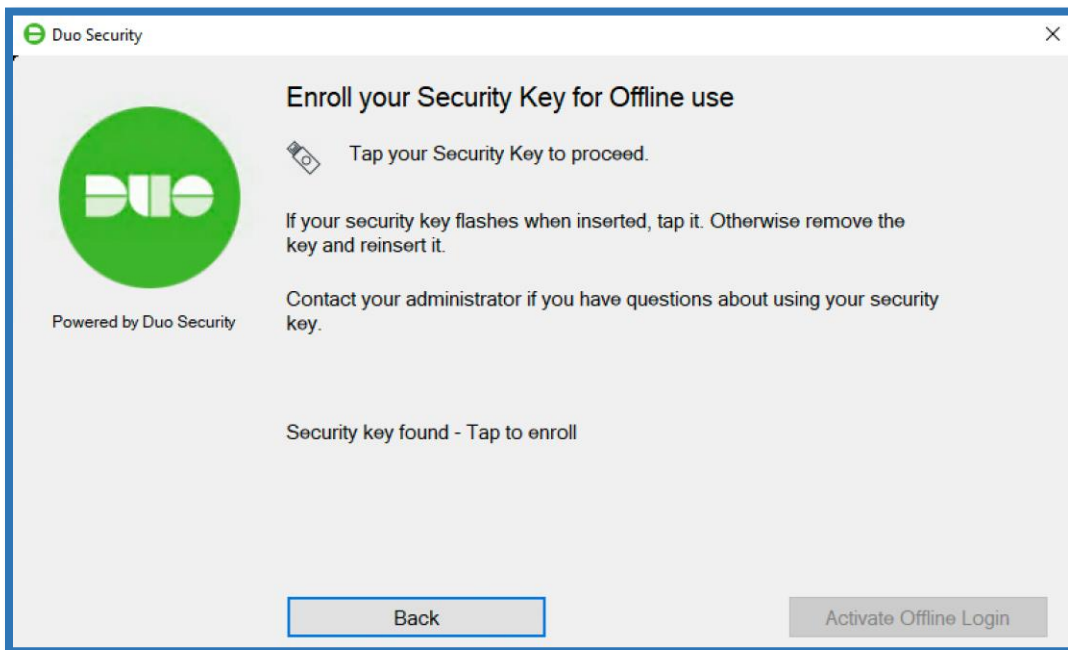 Duo Security
Enroll your Security Key for Offline use
Tap your Security Key to proceed.
DUO
If your security key flashes when inserted, tap it. Otherwise remove the
key and reinsert it.
Contact your administrator if you have questions about using your security
key.
Powered by Duo Security
Security key found - Tap to enroll
Back
Activate Offline Login